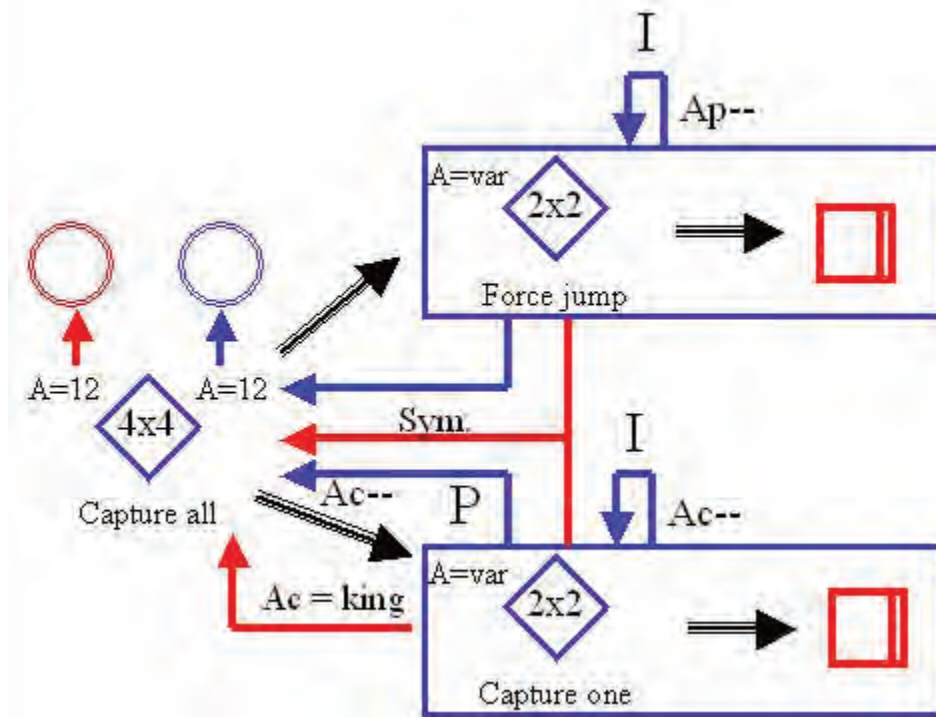 I
Ap--
A=var
2x2
Force jump
A=12
A=12
4x4
Capture all
Sym.
I
Ac--
P
Ac--
A=var
2x2
Ac = king
Capture one